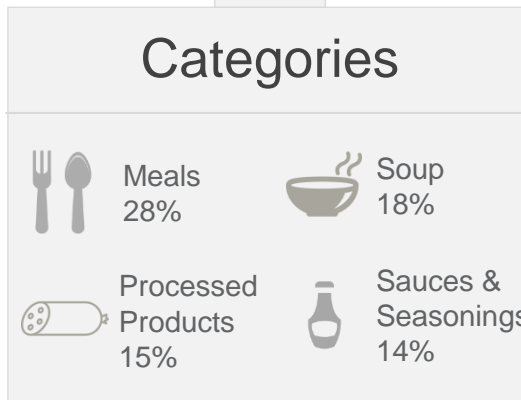 Categories
Meals
28%
Soup
18%
Processed
Products
15%
Sauces &
Seasonings
14%